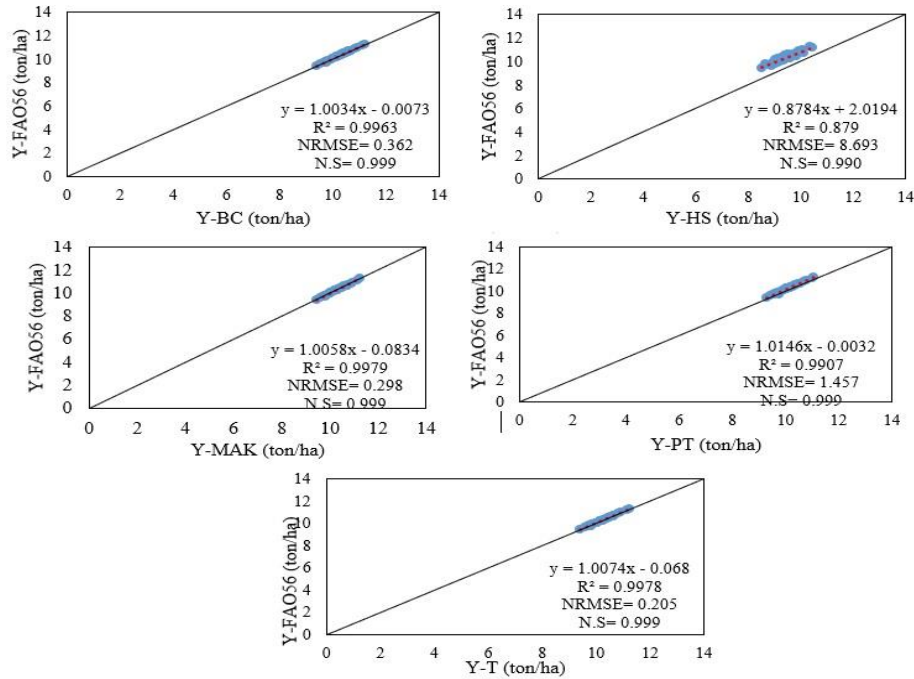 Y-FAO56 (ton/ha)
14
12
10
8
6
4
2
0
y = 1.0034x - 0.0073
R² = 0.9963
NRMSE= 0.362
N.S= 0.999
0 2 4 6 8 10 12 14
Y-BC (ton/ha)
Y-FAO56 (ton/ha)
14
12
10
8
6
4
2
0
y = 0.8784x + 2.0194
R² = 0.879
NRMSE= 8.693
N.S= 0.990
0 2 4 6 8 10 12 14
Y-HS (ton/ha)
Y-FAO56 (ton/ha)
14
12
10
8
6
4
2
0
y = 1.0058x - 0.0834
R² = 0.9979
NRMSE= 0.298
N.S= 0.999
0 2 4 6 8 10 12 14
Y-MAK (ton/ha)
Y-FAO56 (ton/ha)
14
12
10
8
6
4
2
0
y = 1.0146x - 0.0032
R² = 0.9907
NRMSE= 1.457
N.S= 0.999
0 2 4 6 8 10 12 14
Y-PT (ton/ha)
Y-FAO56 (ton/ha)
14
12
10
8
6
4
2
0
y = 1.0074x - 0.068
R² = 0.9978
NRMSE= 0.205
N.S= 0.999
0 2 4 6 8 10 12 14
Y-T (ton/ha)